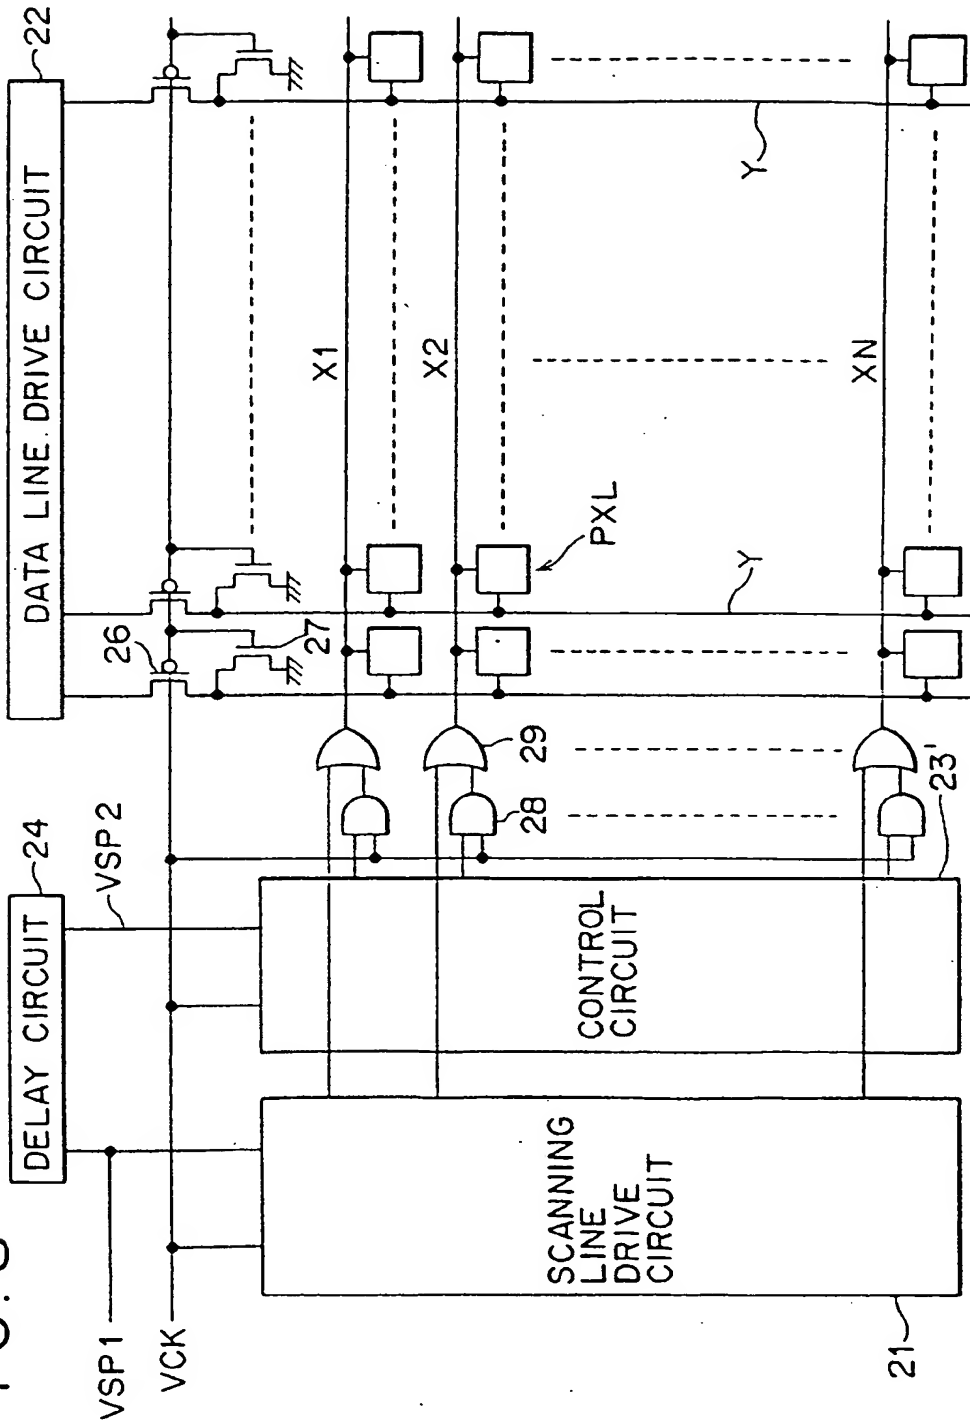 DELAY CIRCUIT
24
DATA LINE DRIVE CIRCUIT
22
VSP1
VSP2
VCK
26
27
X1
X2
XN
PXL
Y
Y
28
29
SCANNING
LINE
DRIVE
CIRCUIT
CONTROL
CIRCUIT
21
23'